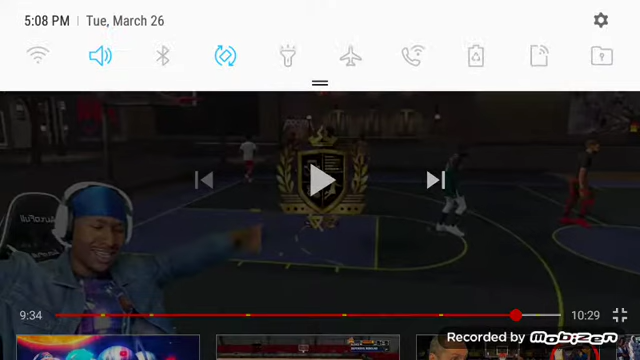 5:08 PM
Tue, March 26
9:34
10:29
Recorded by
MOBIZEN